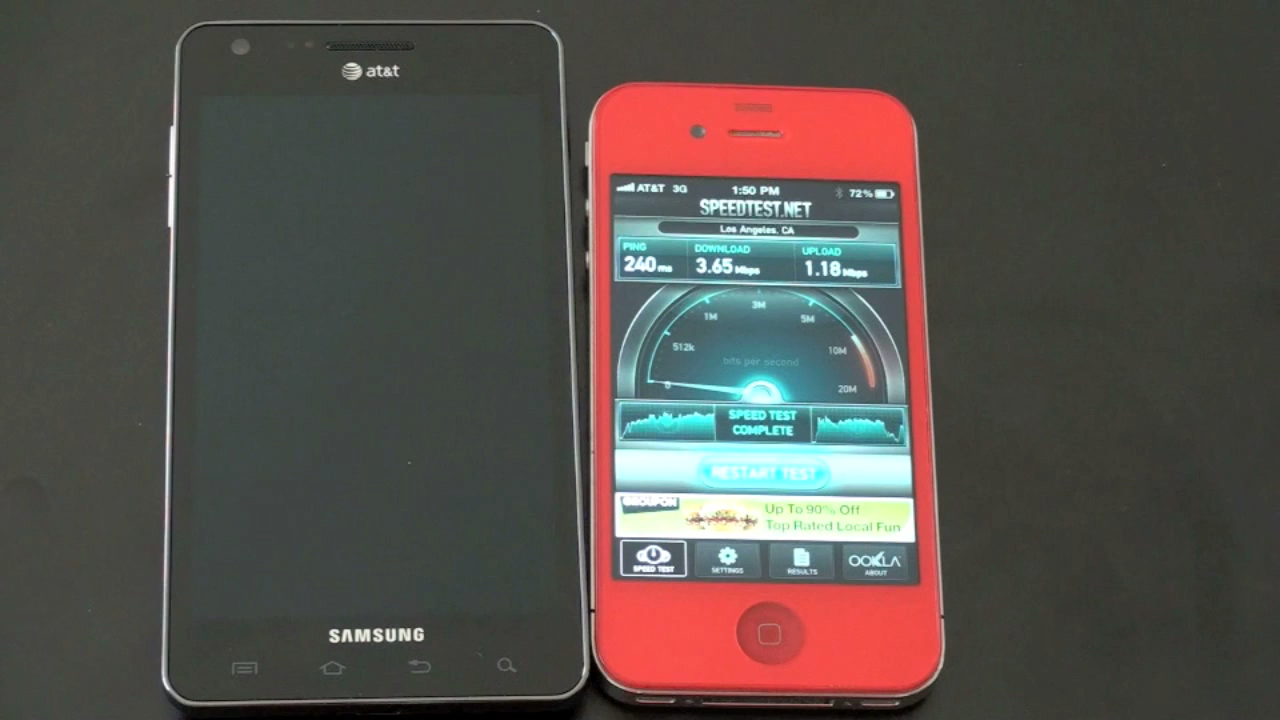 at&t
SAMSUNG
AT&T 3G 1:50 PM 72%
SPEEDTEST.NET
Los Angeles, CA
PING DOWNLOAD UPLOAD
240 ms 3.65 Mbps 1.18 Mbps
3M
1M 5M
512k 10M
bits per second
0 20M
SPEED TEST
COMPLETE
RESTART TEST
GROUPON
Up To 90% Off
Top Rated Local Fun
SPEED TEST SETTINGS RESULTS OOKLA
ABOUT